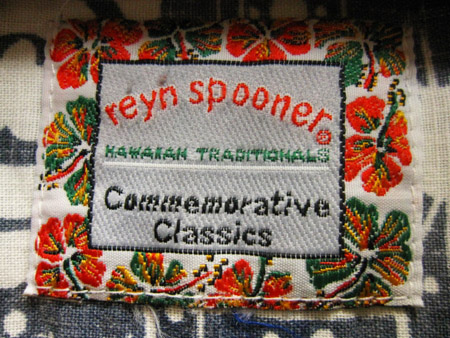 reyn spooner®
HAWAIIAN TRADITIONALS
Commemorative
Classics